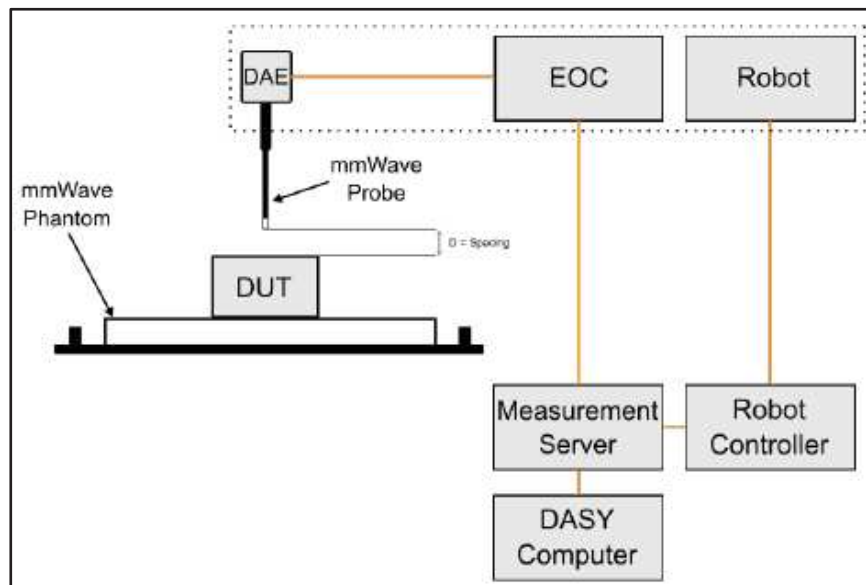 DAE
EOC
Robot
mmWave
Probe
mmWave
Phantom
D = Spacing
DUT
Measurement
Server
Robot
Controller
DASY
Computer